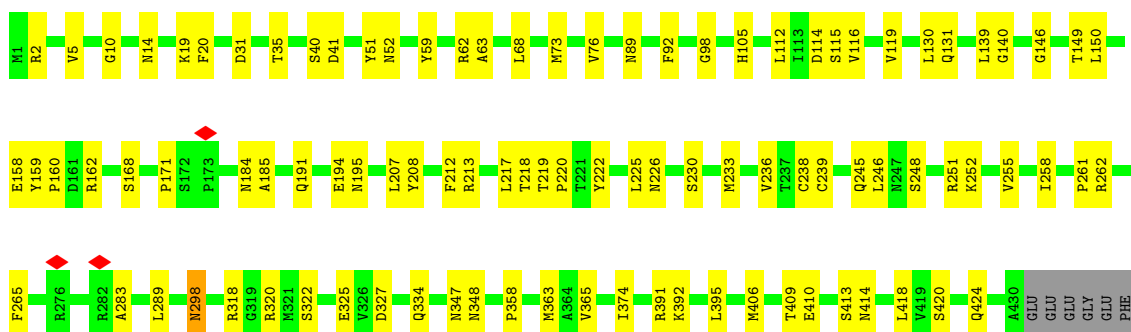 M1 R2 V5 G10 N14 K19 F20 D31 T35 S40 D41 Y51 N52 Y59 R62 A63 L68 M73 V76 N89 F92 G98 H105 L112 I113 D114 S115 V116 V119 L130 Q131 L139 G140 G146 T149 L150
E158 Y159 P160 D161 R162 S168 P171 S172 P173 N184 A185 Q191 E194 N195 L207 Y208 F212 R213 L217 T218 T219 P220 T221 Y222 L225 N226 S230 M233 V236 T237 C238 C239 Q245 L246 N247 S248 R251 K252 V255 I258 P261 R262
F265 R276 R282 A283 L289 N298 R318 G319 R320 M321 S322 E325 V326 D327 Q334 N347 N348 P358 M363 A364 V365 I374 R391 K392 L395 M406 T409 E410 S413 N414 L418 V419 S420 Q424 A430 GLU GLU GLU GLY GLU PHE